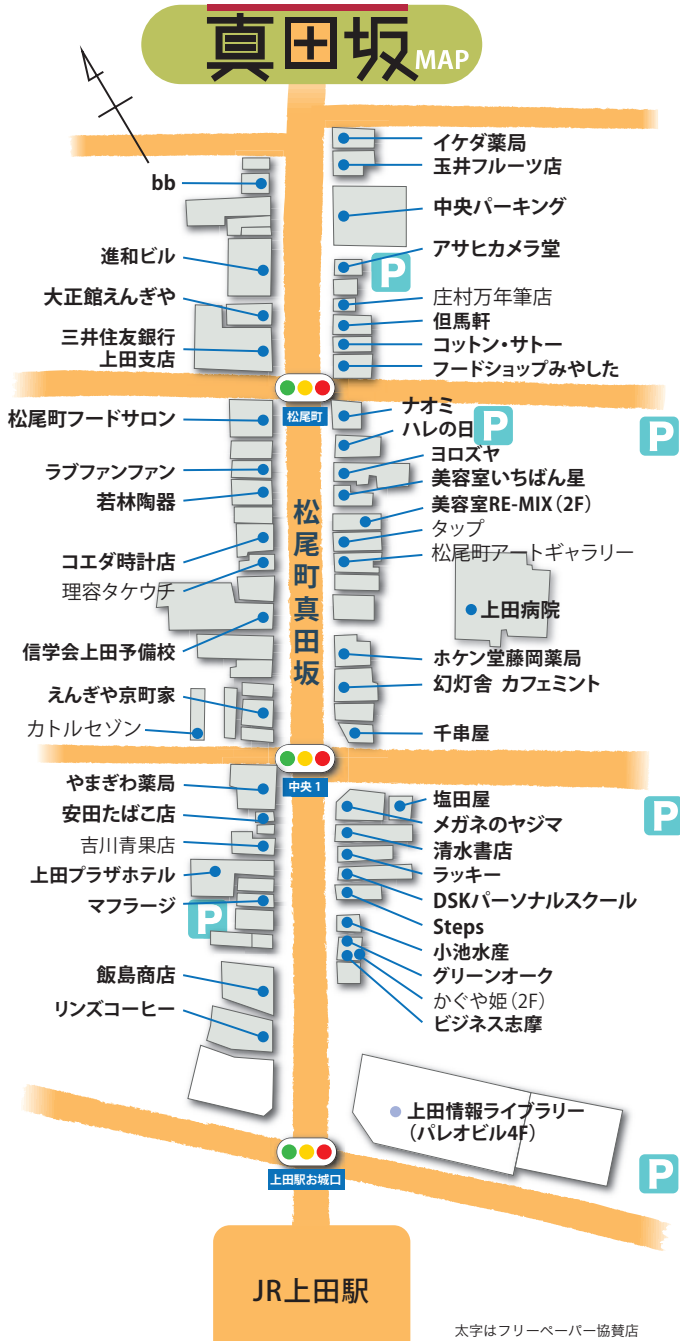 真田坂MAP
イケダ薬局
玉井フルーツ店
bb
中央パーキング
進和ビル
アサヒカメラ堂
P
大正館えんぎや
庄村万年筆店
三井住友銀行
上田支店
但馬軒
コットン・サトー
フードショップみやした
松尾町
松尾町フードサロン
ナオミ
ハレの日
P
P
ヨロズヤ
ラブファンファン
美容室いちばん星
若林陶器
美容室RE-MIX(2F)
タップ
松尾町アートギャラリー
コエダ時計店
理容タケウチ
松尾町真田坂
上田病院
信学会上田予備校
ホケン堂藤岡薬局
幻灯舎 カフェミント
えんぎや京町家
カトルセゾン
千串屋
中央1
やまぎわ薬局
塩田屋
P
安田たばこ店
メガネのヤジマ
吉川青果店
清水書店
上田プラザホテル
ラッキー
マフラージ
DSKパーソナルスクール
P
Steps
小池水産
飯島商店
グリーンオーク
かぐや姫(2F)
リンズコーヒー
ビジネス志摩
上田情報ライブラリー
(パレオビル4F)
P
上田駅お城口
JR上田駅
太字はフリーペーパー協賛店